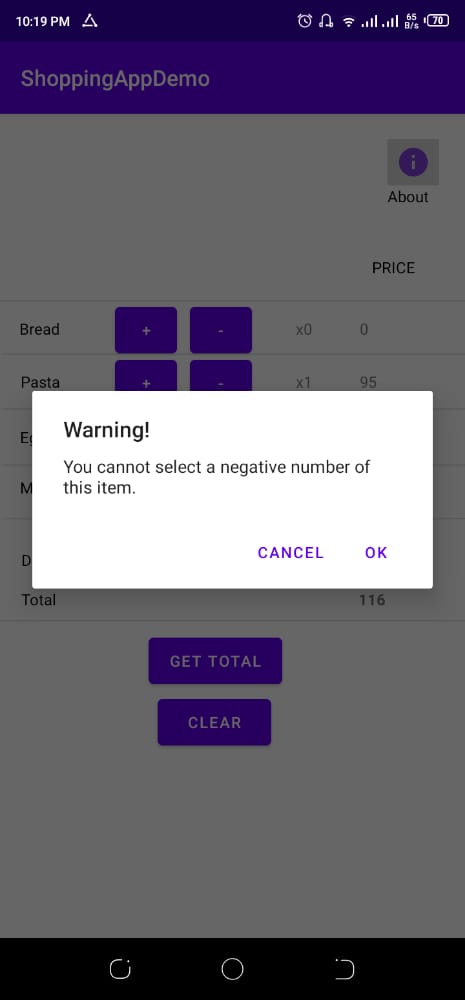 10:19 PM 65 B/s 70
ShoppingAppDemo
About
PRICE
Bread + - x0 0
Pasta + - x1 95
Warning!
You cannot select a negative number of
this item.
CANCEL OK
Total 116
GET TOTAL
CLEAR